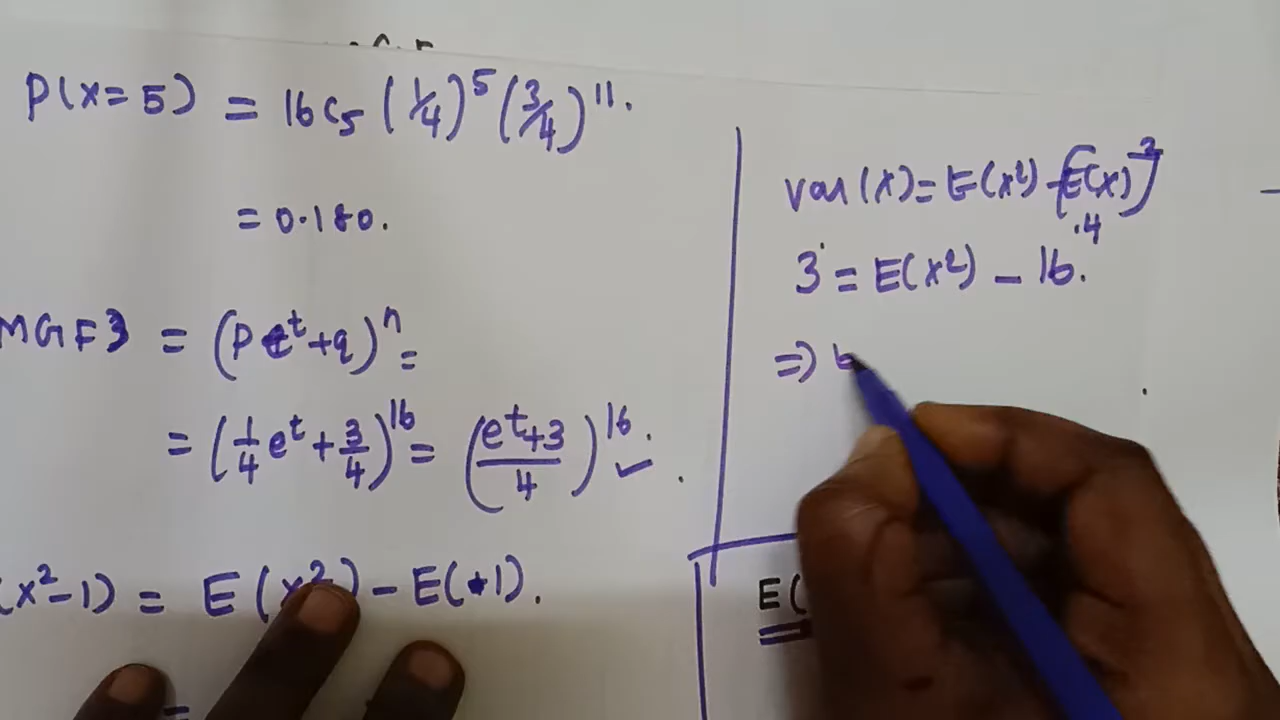 P(X=5) = 16C₅ (1/4)⁵ (3/4)¹¹.
= 0.180.
MGF3 = (Pe^t+q)^n =
= (1/4 e^t + 3/4)^16 = ((e^t+3)/4)^16. ✓
(x²-1) = E(x²) - E(1).
=
var(x) = E(x²) - [E(x)]²
.4
3 = E(x²) - 16.
=>
E(